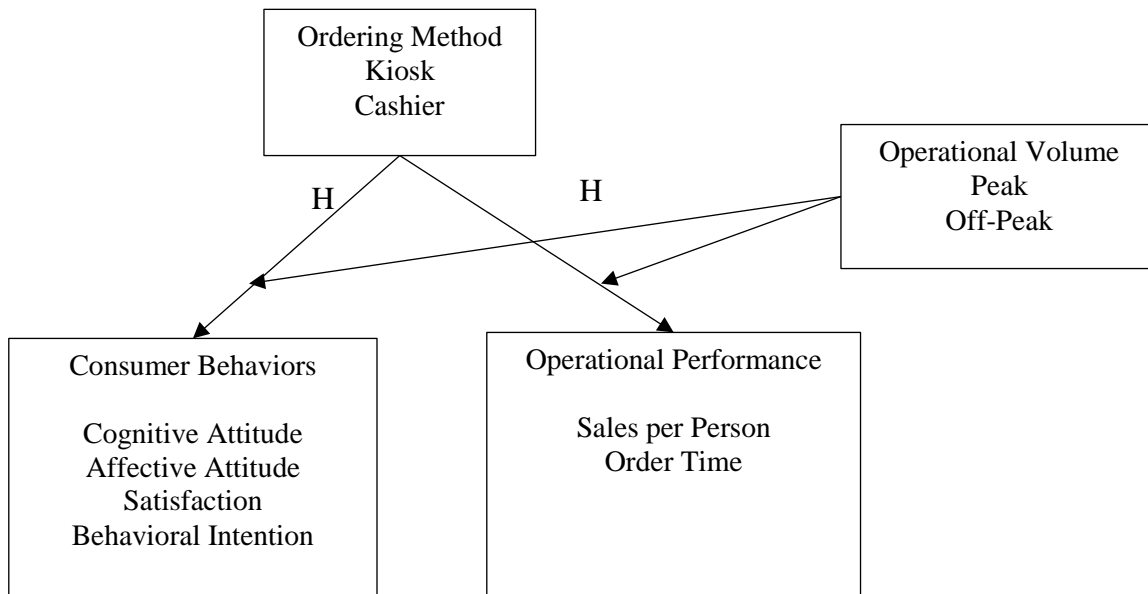 Ordering Method
Kiosk
Cashier
Operational Volume
Peak
Off-Peak
H
H
Consumer Behaviors
Cognitive Attitude
Affective Attitude
Satisfaction
Behavioral Intention
Operational Performance
Sales per Person
Order Time